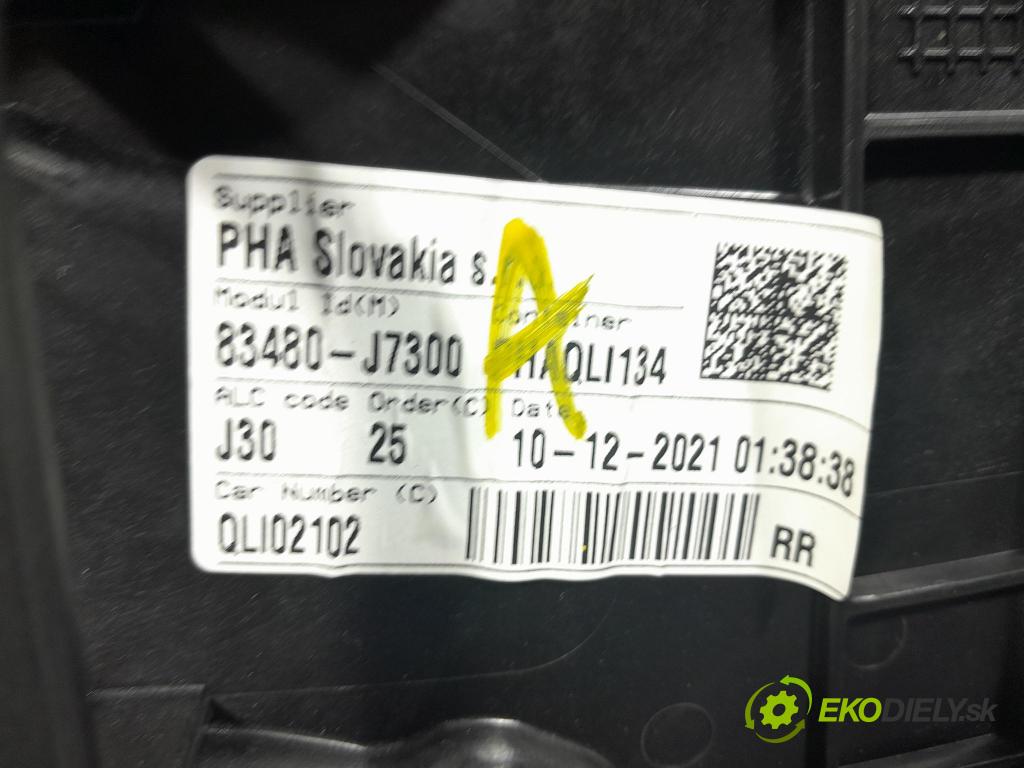 Supplier
PHA Slovakia s.
Modul Id(M) Container
83480-J7300 PHAQLI134
ALC code Order(C) Date
J30 25 10-12-2021 01:38:38
Car Number (C)
QLI02102 RR
A
EKODIELY.sk